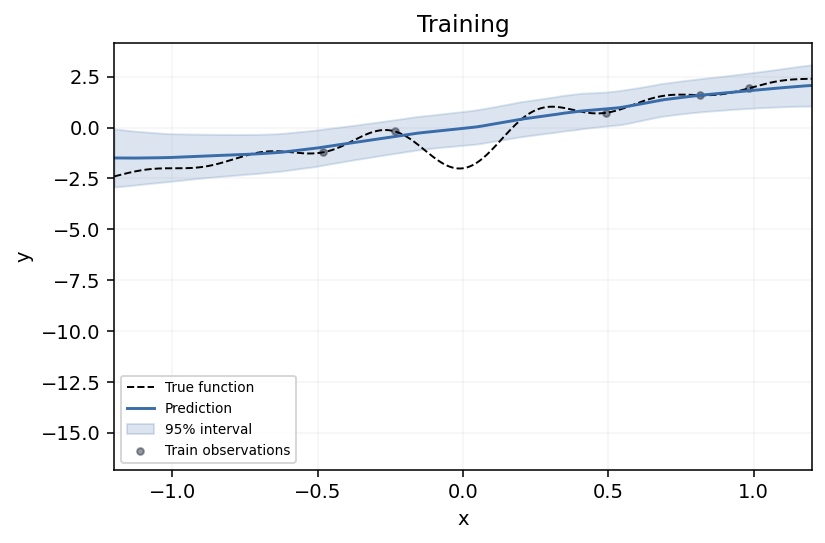 Training
2.5
0.0
−2.5
−5.0
−7.5
−10.0
−12.5
−15.0
y
True function
Prediction
95% interval
Train observations
−1.0 −0.5 0.0 0.5 1.0
x